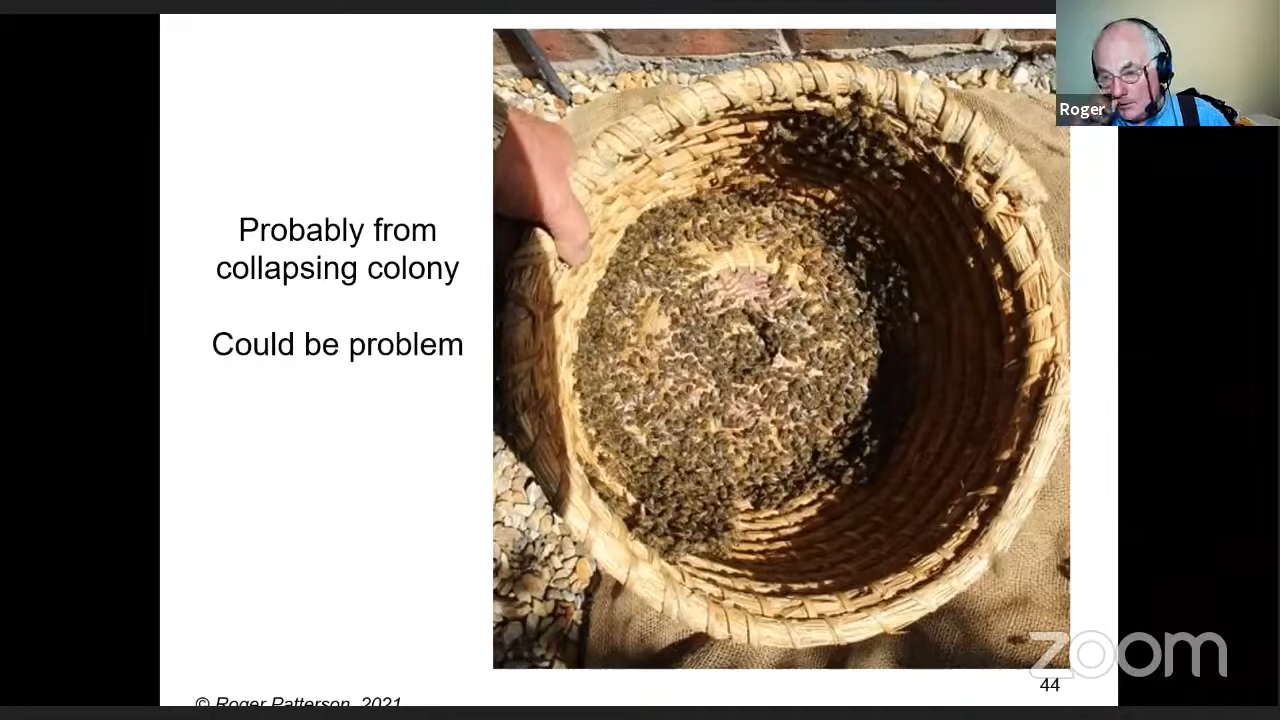 Probably from
collapsing colony
Could be problem
Roger
zoom
44
© Roger Patterson, 2021